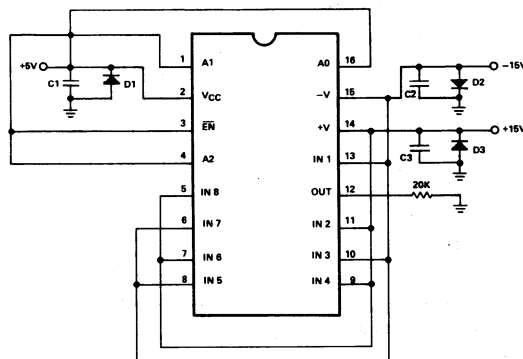 +5V
C1
D1
1 A1
2 VCC
3 EN
4 A2
5 IN 8
6 IN 7
7 IN 6
8 IN 5
A0 16
-V 15
+V 14
IN 1 13
OUT 12
IN 2 11
IN 3 10
IN 4 9
-15V
C2
D2
+15V
C3
D3
20K